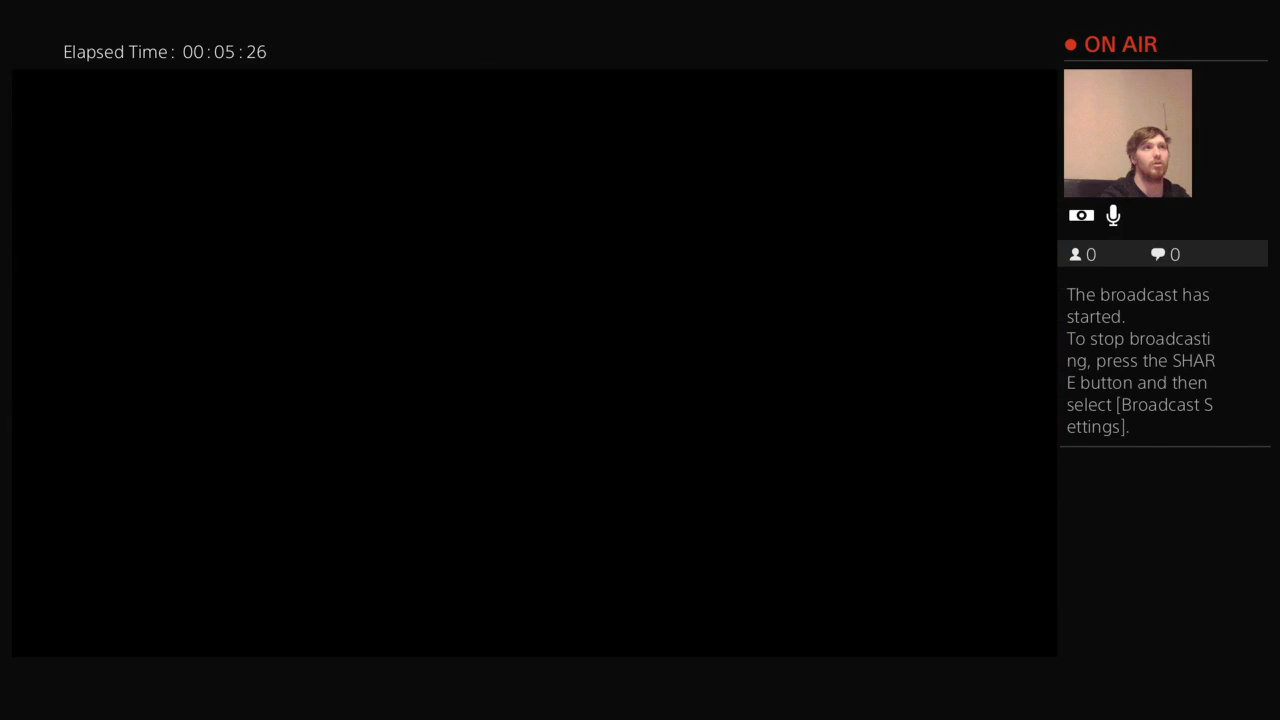 Elapsed Time: 00:05:26
ON AIR
0 0
The broadcast has
started.
To stop broadcasti
ng, press the SHAR
E button and then
select [Broadcast S
ettings].